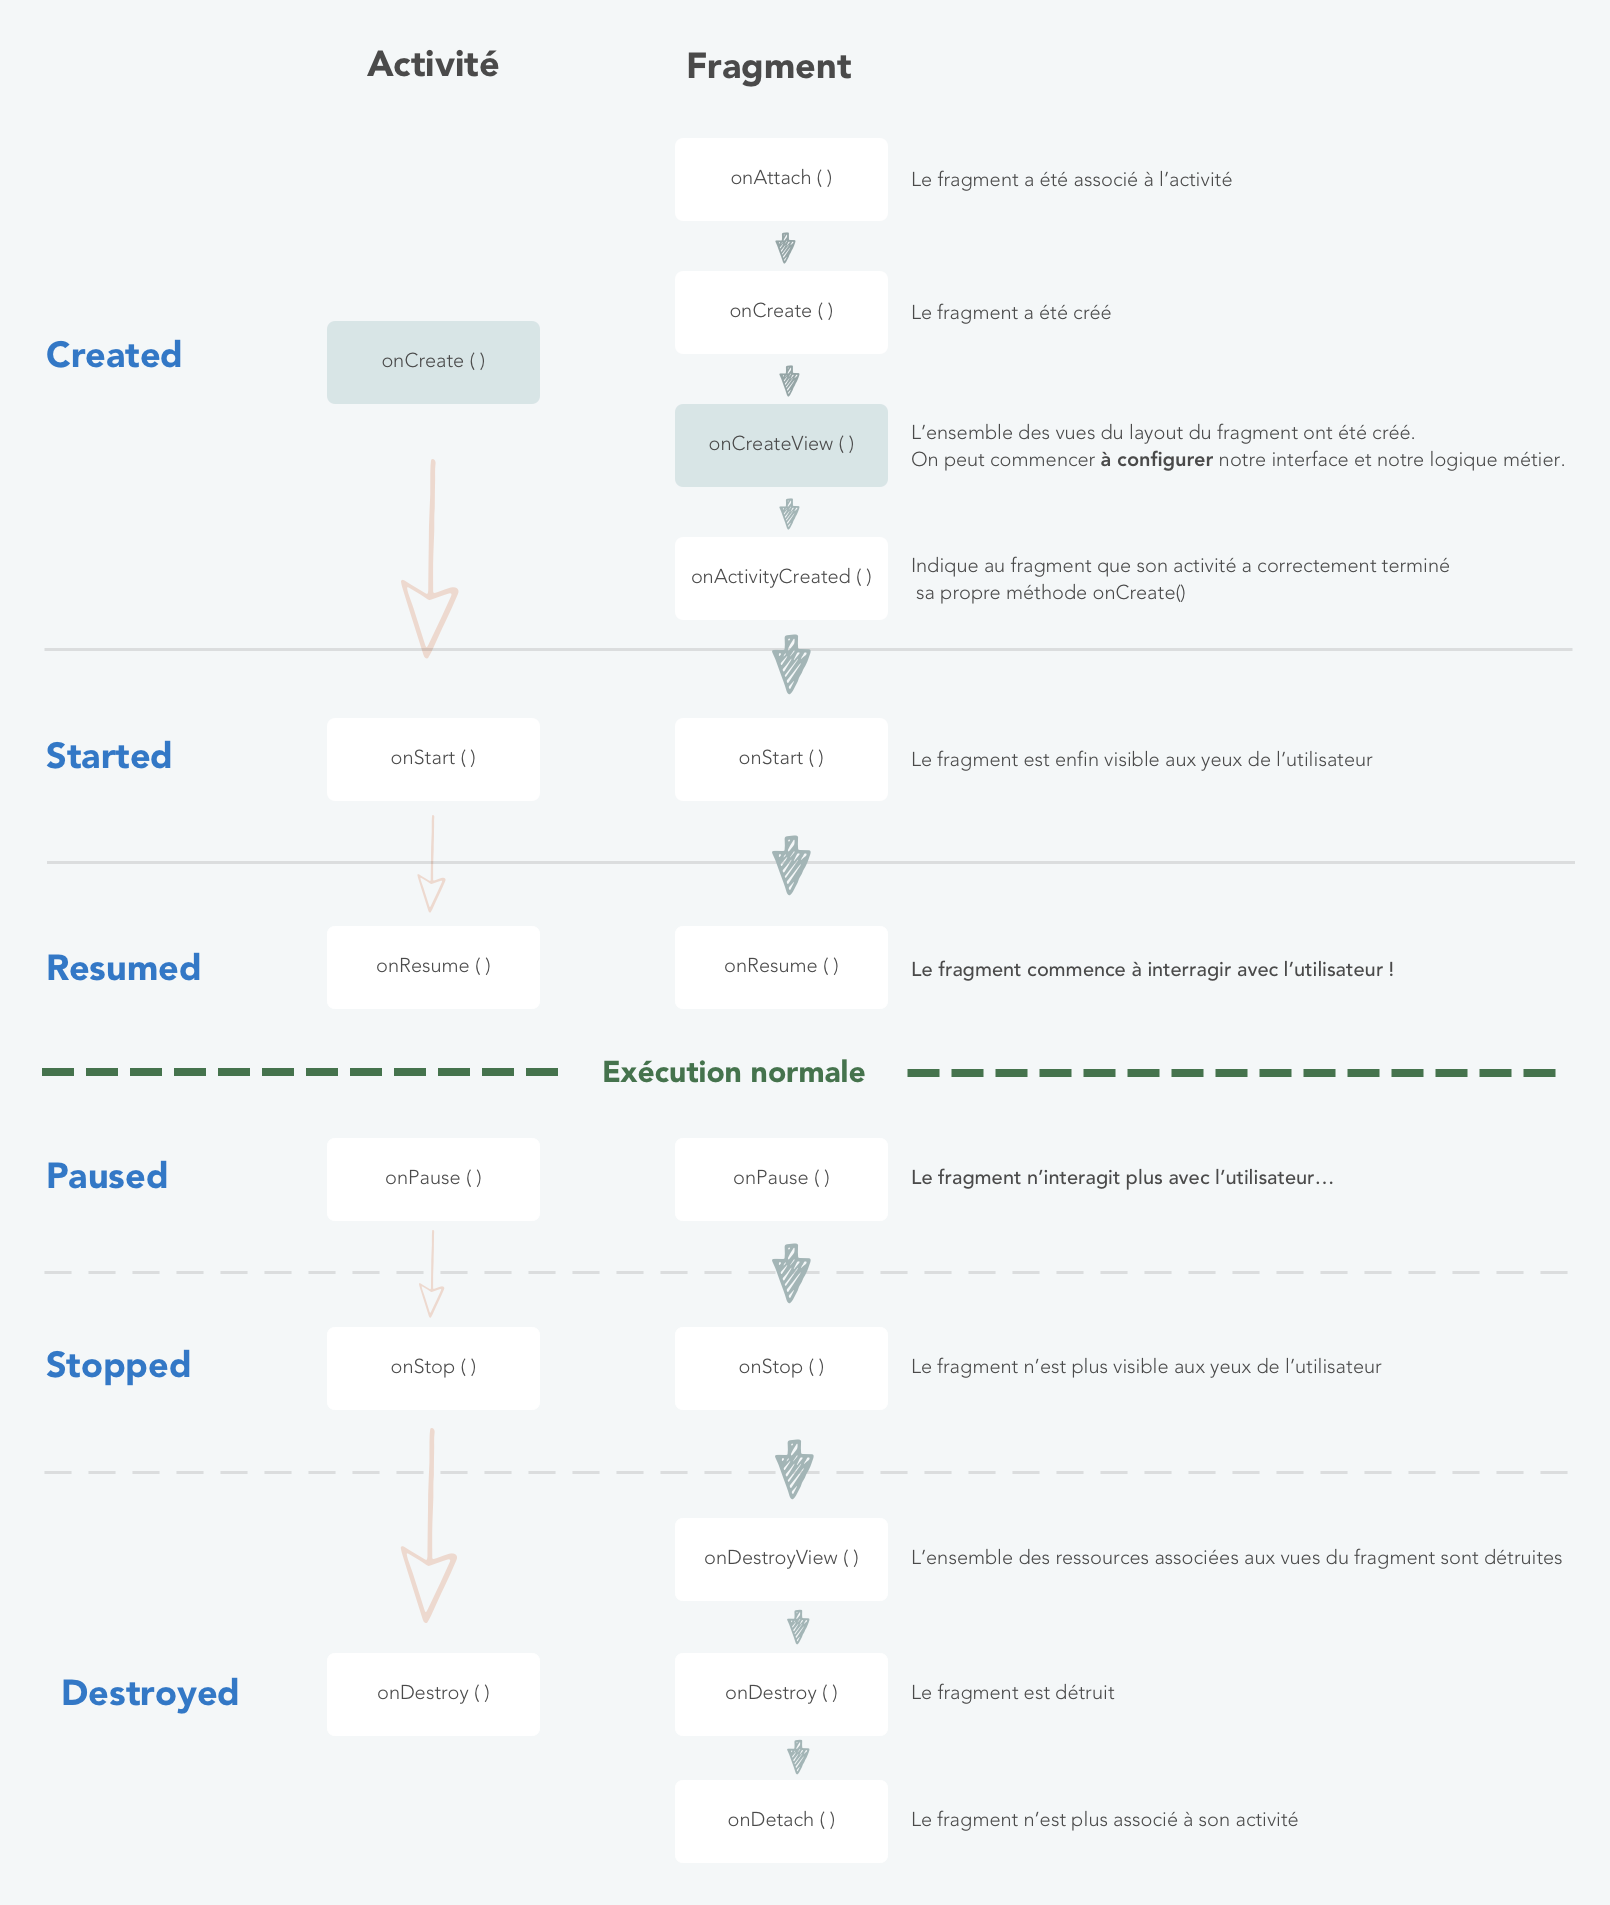 Activité
Fragment
onAttach ( )
Le fragment a été associé à l’activité
onCreate ( )
Le fragment a été créé
Created
onCreate ( )
onCreateView ( )
L’ensemble des vues du layout du fragment ont été créé.
On peut commencer à configurer notre interface et notre logique métier.
onActivityCreated ( )
Indique au fragment que son activité a correctement terminé
sa propre méthode onCreate()
Started
onStart ( )
onStart ( )
Le fragment est enfin visible aux yeux de l’utilisateur
Resumed
onResume ( )
onResume ( )
Le fragment commence à interragir avec l’utilisateur !
Exécution normale
Paused
onPause ( )
onPause ( )
Le fragment n’interagit plus avec l’utilisateur…
Stopped
onStop ( )
onStop ( )
Le fragment n’est plus visible aux yeux de l’utilisateur
onDestroyView ( )
L’ensemble des ressources associées aux vues du fragment sont détruites
Destroyed
onDestroy ( )
onDestroy ( )
Le fragment est détruit
onDetach ( )
Le fragment n’est plus associé à son activité